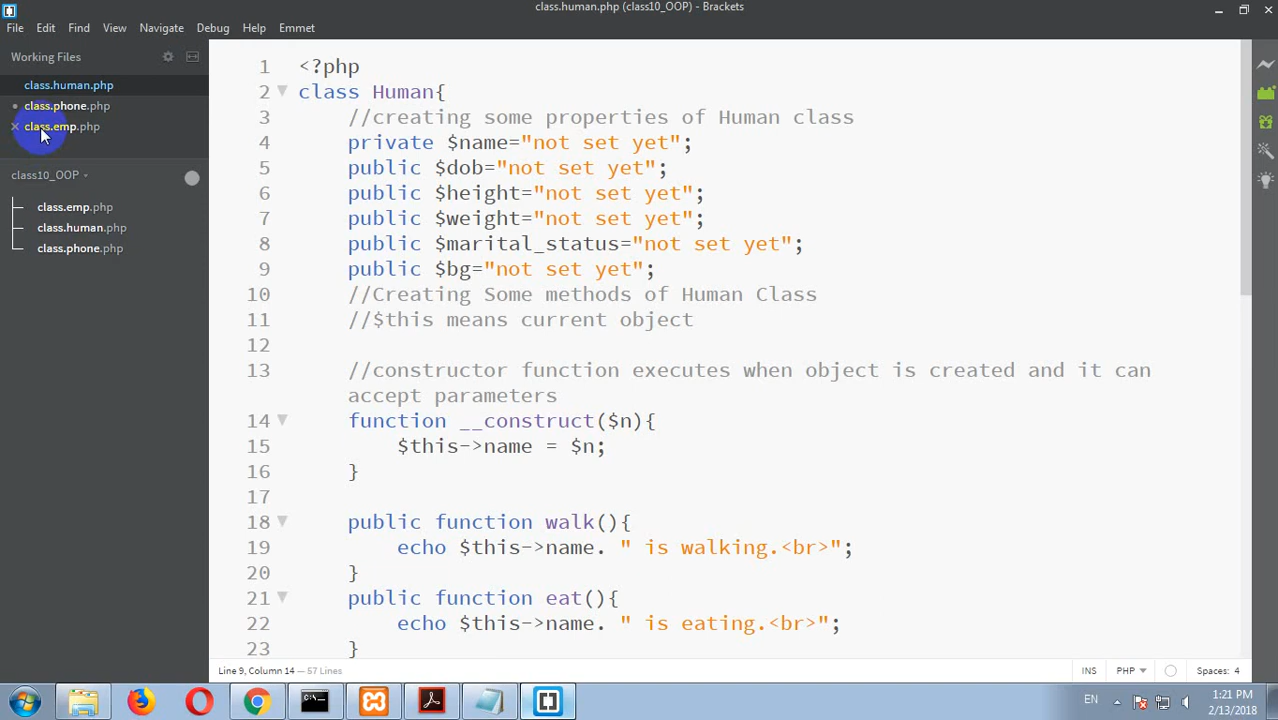 class.human.php (class10_OOP) - Brackets
File Edit Find View Navigate Debug Help Emmet
Working Files
class.human.php
class.phone.php
class.emp.php
class10_OOP
class.emp.php
class.human.php
class.phone.php
1 <?php
2 class Human{
3 //creating some properties of Human class
4 private $name="not set yet";
5 public $dob="not set yet";
6 public $height="not set yet";
7 public $weight="not set yet";
8 public $marital_status="not set yet";
9 public $bg="not set yet";
10 //Creating Some methods of Human Class
11 //$this means current object
12
13 //constructor function executes when object is created and it can
accept parameters
14 function __construct($n){
15 $this->name = $n;
16 }
17
18 public function walk(){
19 echo $this->name. " is walking.<br>";
20 }
21 public function eat(){
22 echo $this->name. " is eating.<br>";
23 }
Line 9, Column 14 — 57 Lines
INS PHP Spaces: 4
EN
1:21 PM
2/13/2018